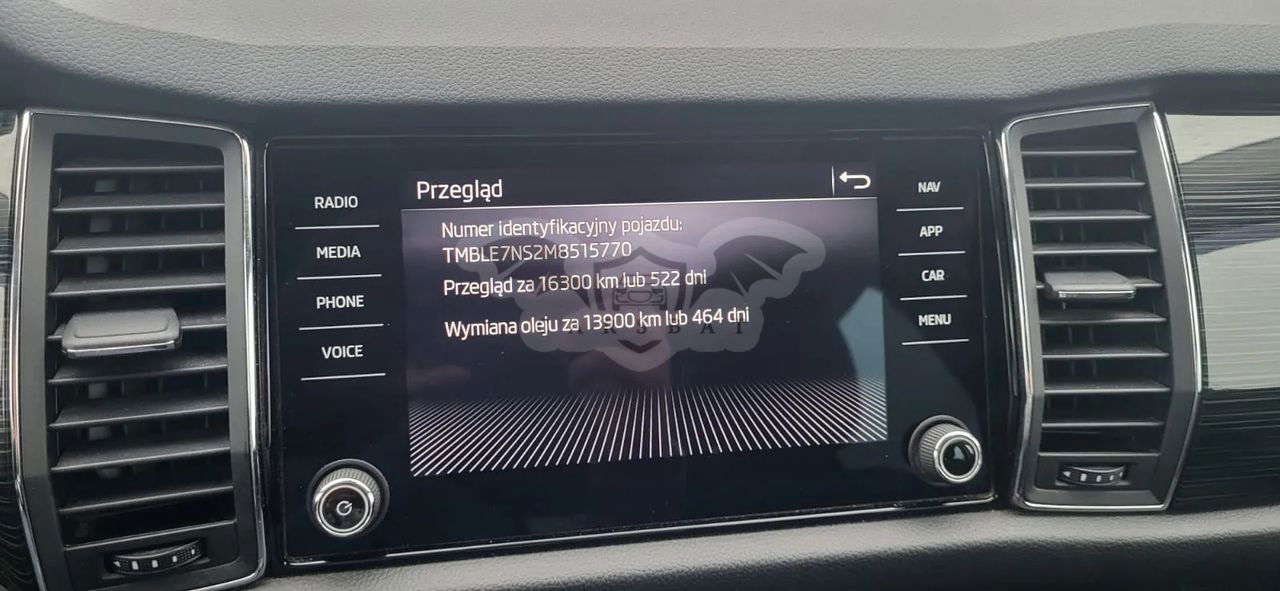 RADIO
MEDIA
PHONE
VOICE
Przegląd
Numer identyfikacyjny pojazdu:
TMBLE7NS2M8515770
Przegląd za 16300 km lub 522 dni
Wymiana oleju za 13900 km lub 464 dni
NAV
APP
CAR
MENU